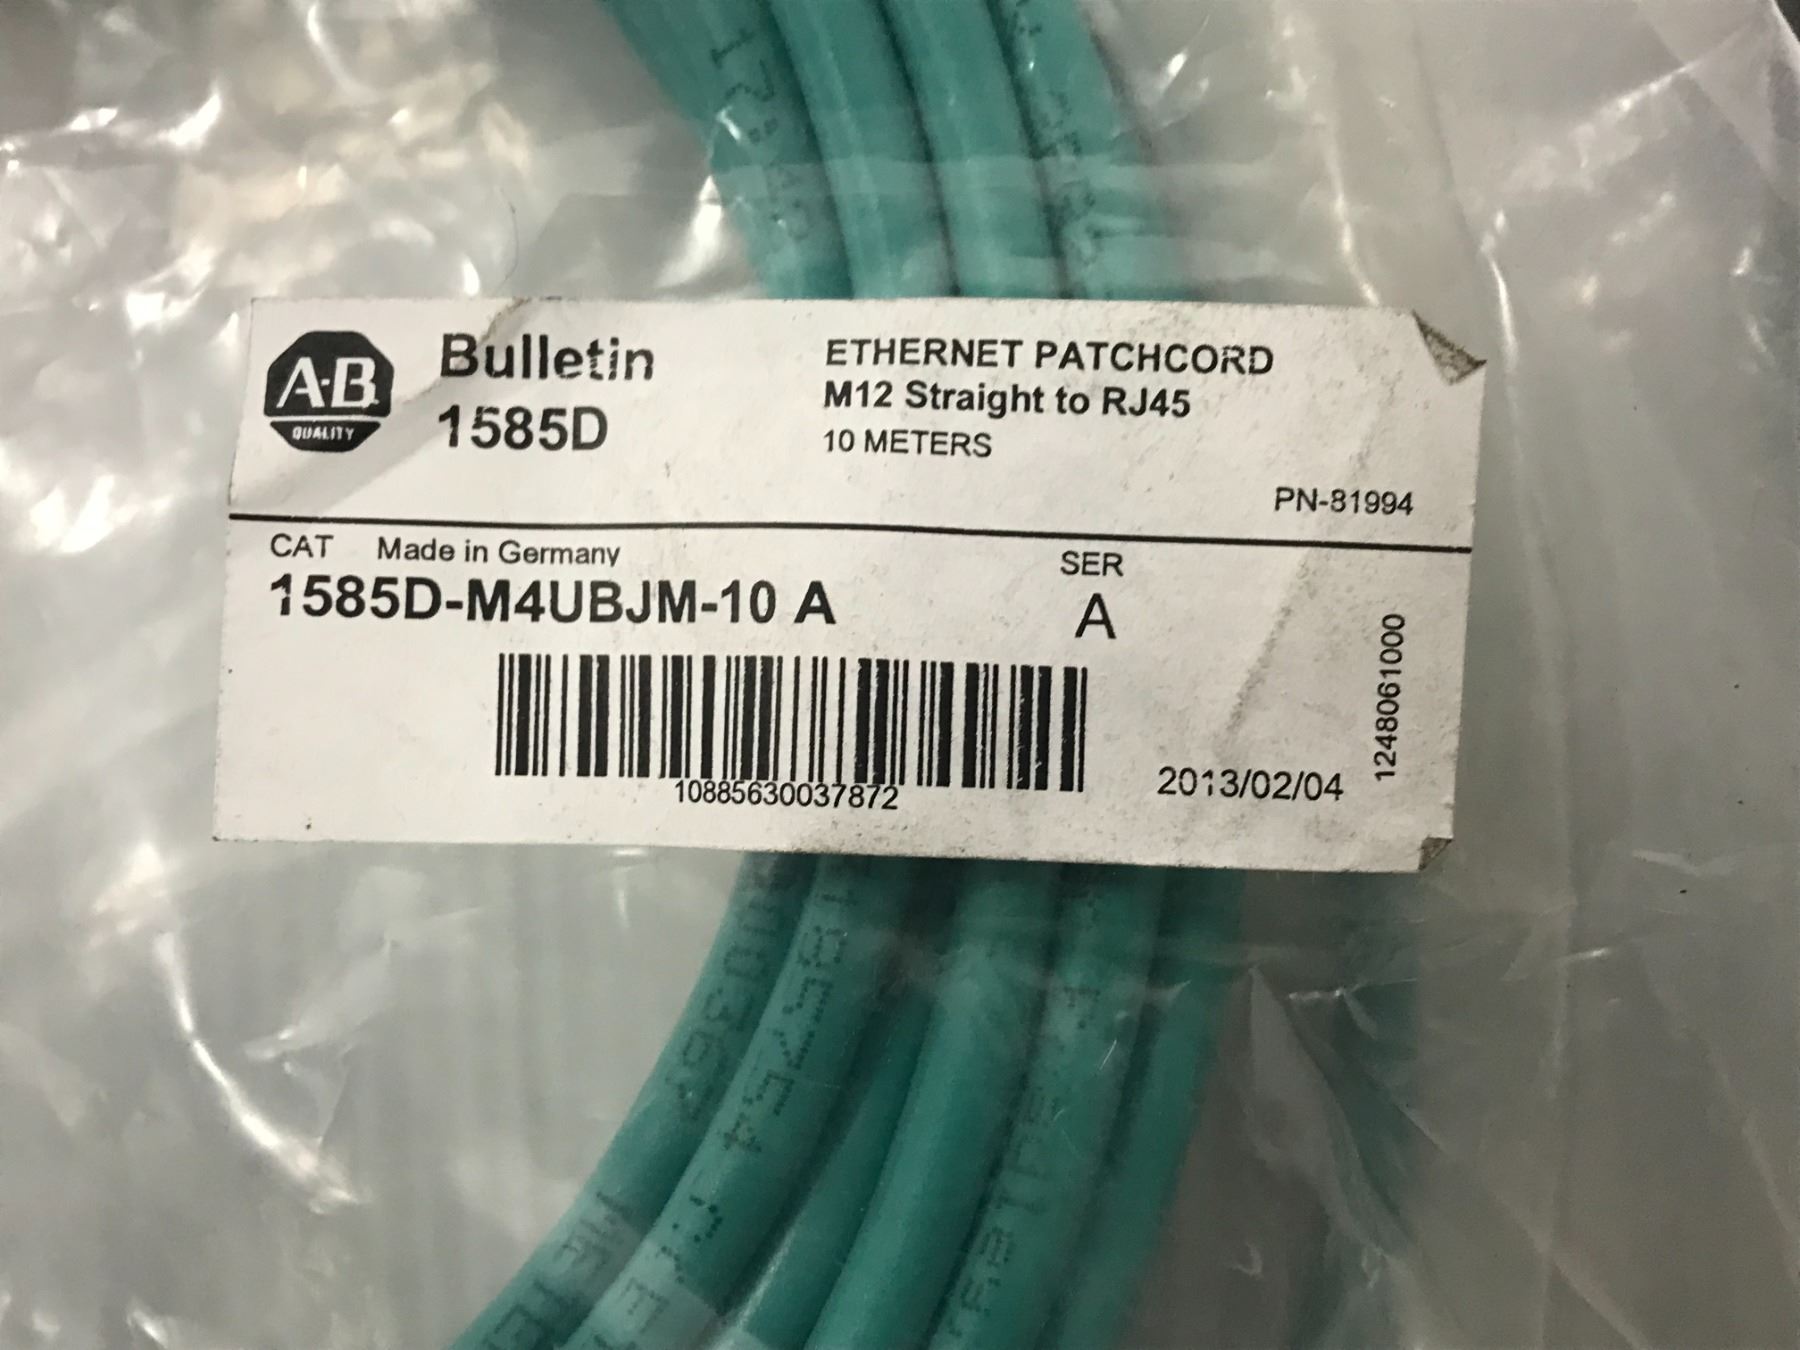 A-B
QUALITY
Bulletin
1585D
ETHERNET PATCHCORD
M12 Straight to RJ45
10 METERS
PN-81994
CAT Made in Germany
1585D-M4UBJM-10 A
SER
A
10885630037872
2013/02/04
1248061000